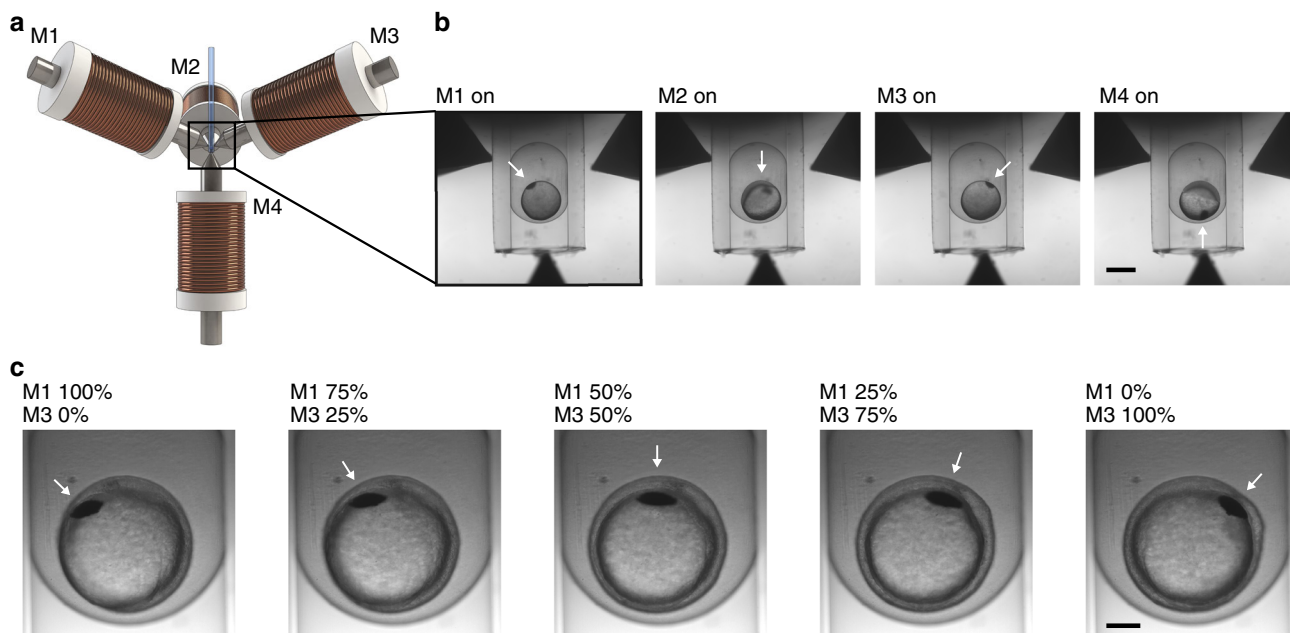 a
M1
M2
M3
M4
b
M1 on
M2 on
M3 on
M4 on
c
M1 100%
M3 0%
M1 75%
M3 25%
M1 50%
M3 50%
M1 25%
M3 75%
M1 0%
M3 100%